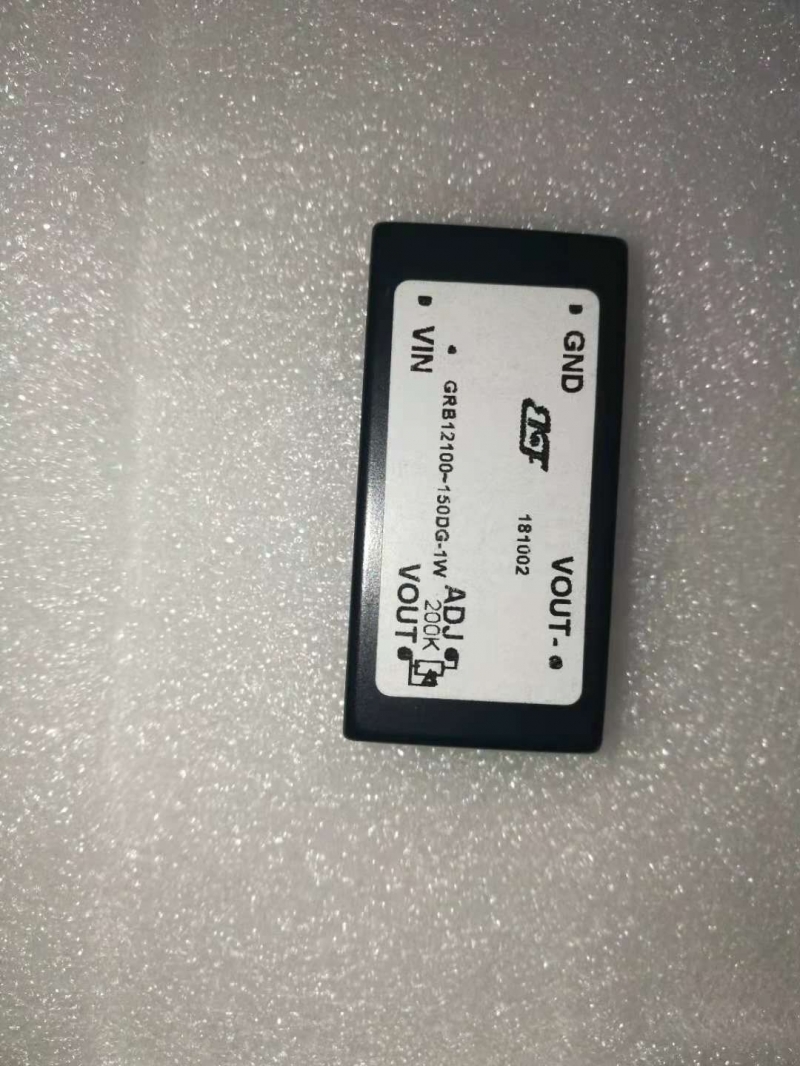 GND
VOUT-
181002
GRB12100~150DG-1W
VIN
ADJ
200K
VOUT